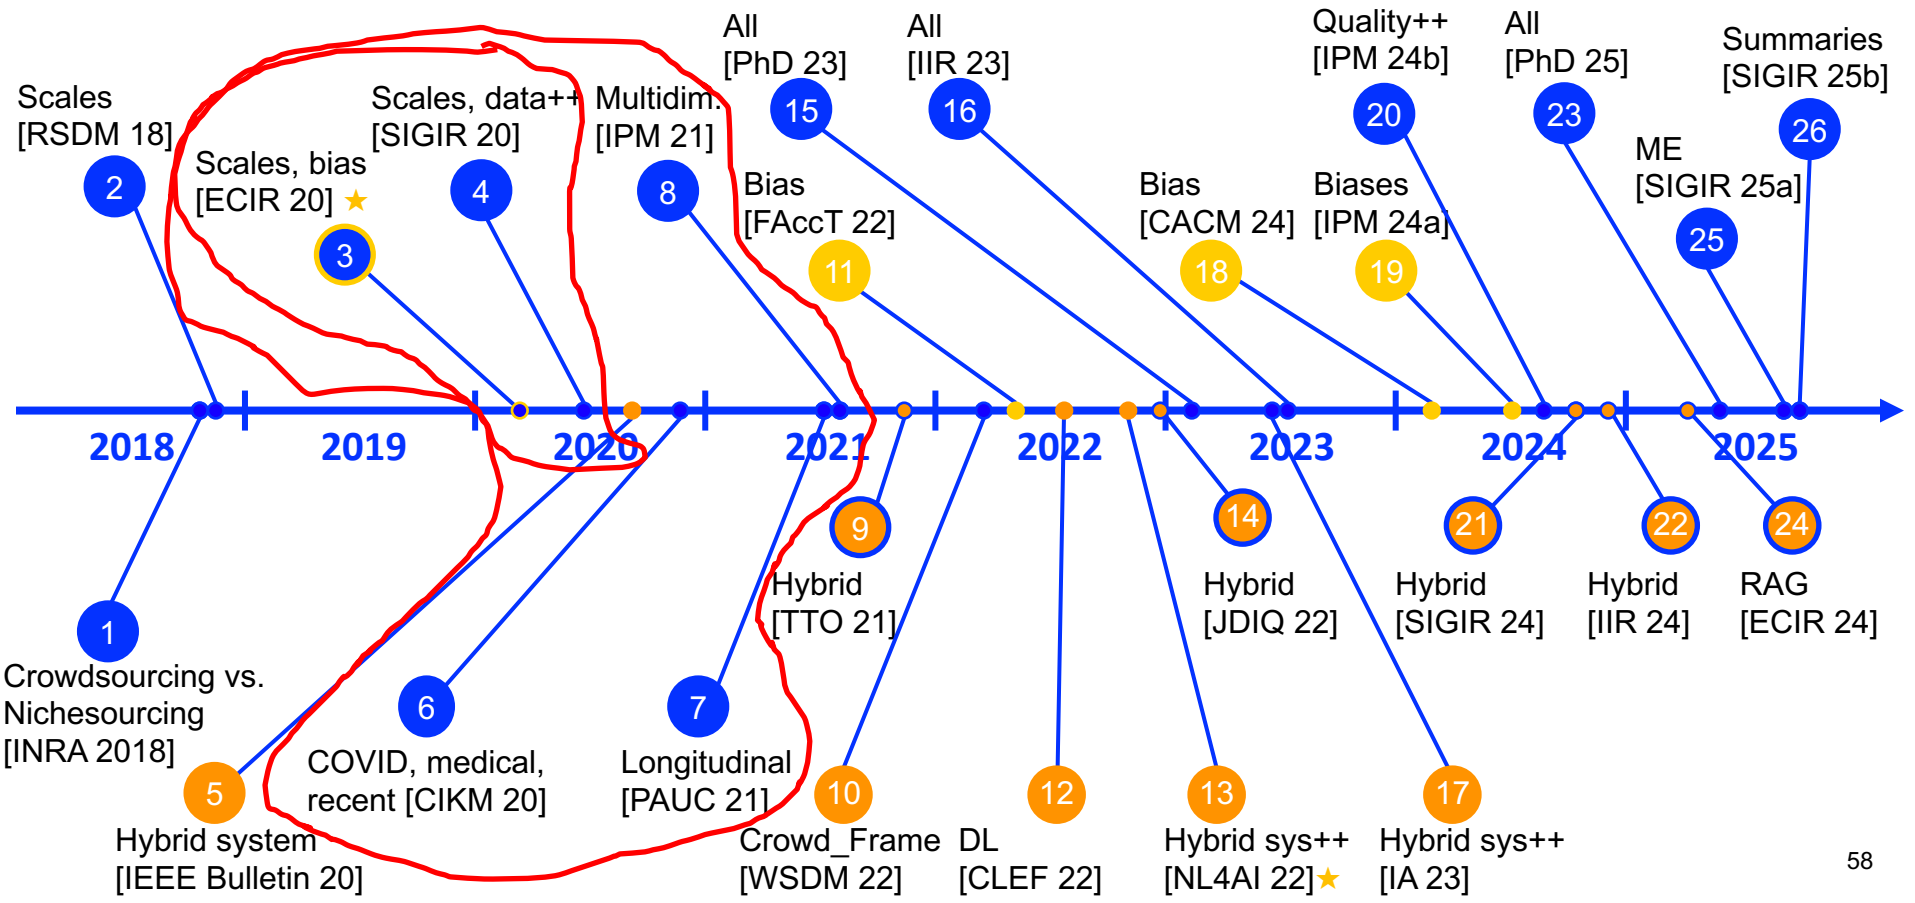 Scales
[RSDM 18]
2
Scales, bias
[ECIR 20] ★
3
Scales, data++
[SIGIR 20]
4
Multidim.
[IPM 21]
8
All
[PhD 23]
15
Bias
[FAccT 22]
11
All
[IIR 23]
16
Bias
[CACM 24]
18
Quality++
[IPM 24b]
20
Biases
[IPM 24a]
19
All
[PhD 25]
23
ME
[SIGIR 25a]
25
Summaries
[SIGIR 25b]
26
2018
2019
2020
2021
2022
2023
2024
2025
1
Crowdsourcing vs.
Nichesourcing
[INRA 2018]
5
Hybrid system
[IEEE Bulletin 20]
6
COVID, medical,
recent [CIKM 20]
7
Longitudinal
[PAUC 21]
9
Hybrid
[TTO 21]
10
Crowd_Frame
[WSDM 22]
12
DL
[CLEF 22]
13
Hybrid sys++
[NL4AI 22]★
14
Hybrid
[JDIQ 22]
17
Hybrid sys++
[IA 23]
21
Hybrid
[SIGIR 24]
22
Hybrid
[IIR 24]
24
RAG
[ECIR 24]
58